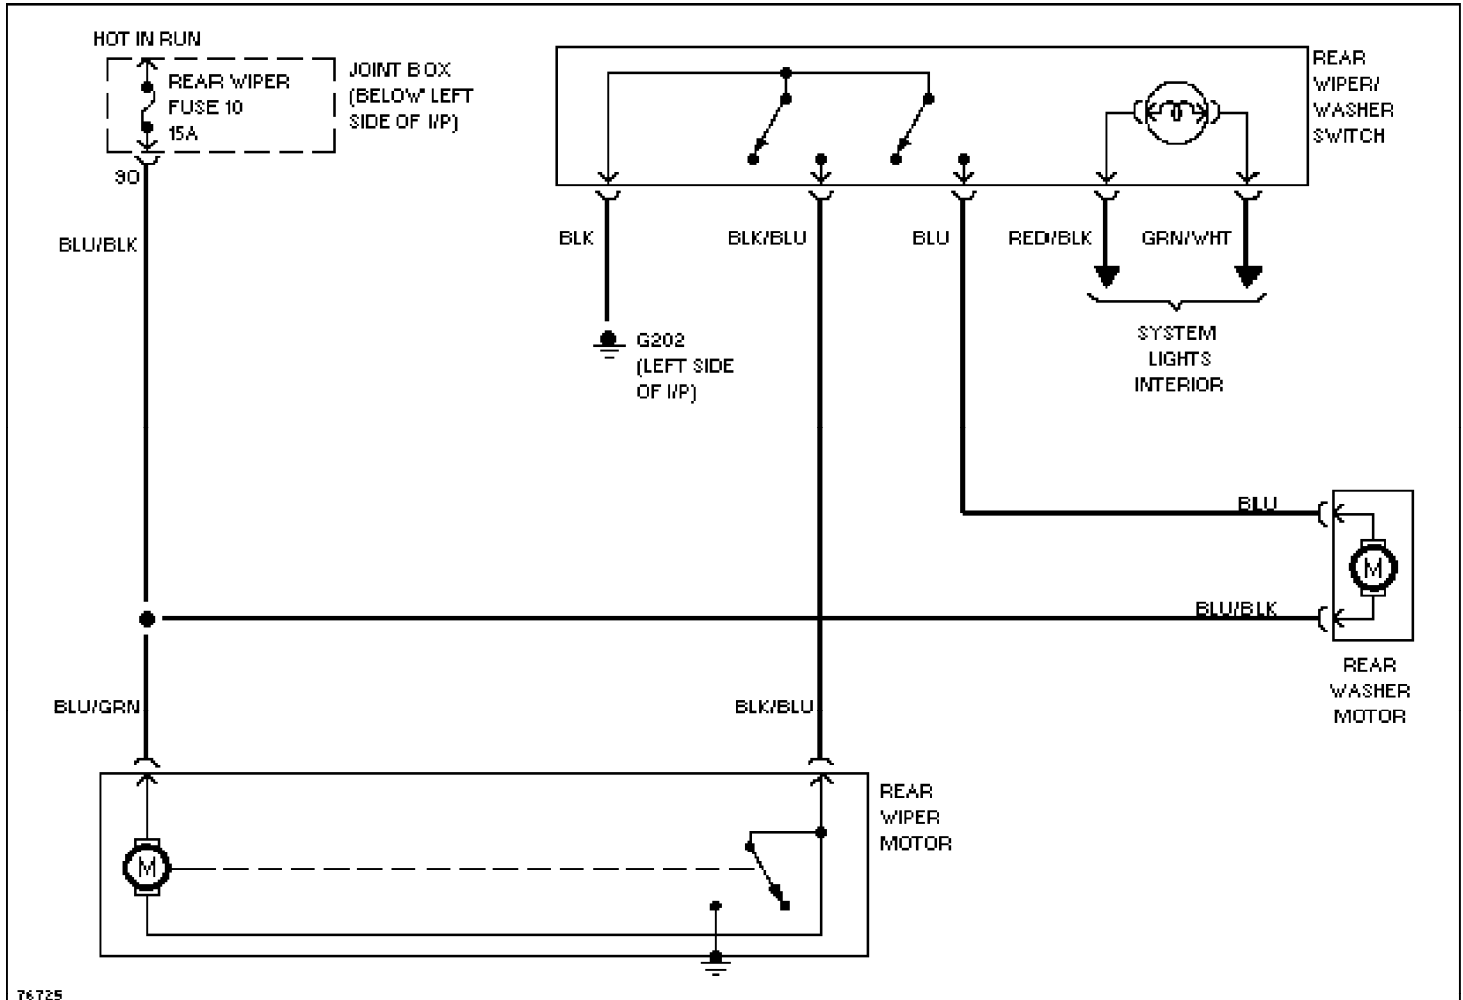 HOT IN RUN
REAR WIPER
FUSE 10
15A
JOINT BOX
(BELOW LEFT
SIDE OF I/P)
30
BLU/BLK
REAR
WIPER/
WASHER
SWITCH
BLK
BLK/BLU
BLU
RED/BLK
GRN/WHT
G202
(LEFT SIDE
OF I/P)
SYSTEM
LIGHTS
INTERIOR
BLU
M
BLU/BLK
REAR
WASHER
MOTOR
BLU/GRN
BLK/BLU
REAR
WIPER
MOTOR
M
76725